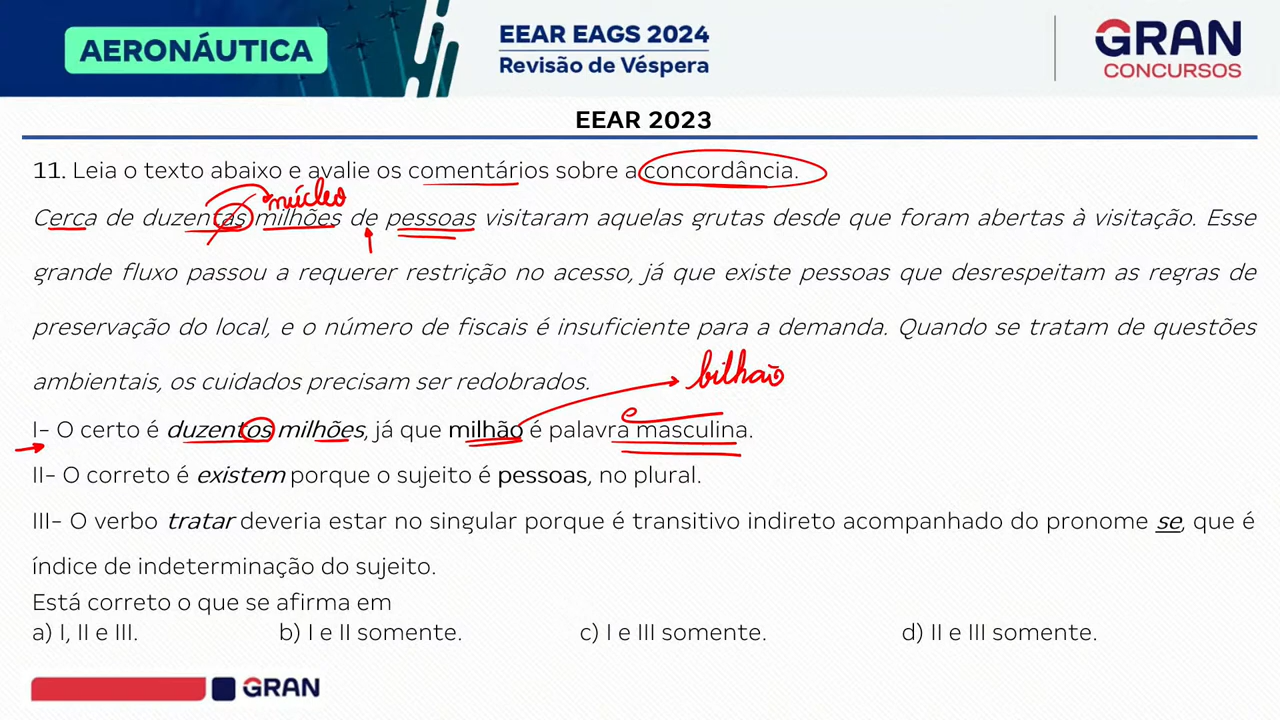 AERONÁUTICA
EEAR EAGS 2024
Revisão de Véspera
GRAN
CONCURSOS
EEAR 2023
11. Leia o texto abaixo e avalie os comentários sobre a concordância.
núcleo
Cerca de duzentas milhões de pessoas visitaram aquelas grutas desde que foram abertas à visitação. Esse
grande fluxo passou a requerer restrição no acesso, já que existe pessoas que desrespeitam as regras de
preservação do local, e o número de fiscais é insuficiente para a demanda. Quando se tratam de questões
ambientais, os cuidados precisam ser redobrados.
bilhão
I- O certo é duzentos milhões, já que milhão é palavra masculina.
II- O correto é existem porque o sujeito é pessoas, no plural.
III- O verbo tratar deveria estar no singular porque é transitivo indireto acompanhado do pronome se, que é
índice de indeterminação do sujeito.
Está correto o que se afirma em
a) I, II e III. b) I e II somente. c) I e III somente. d) II e III somente.
GRAN